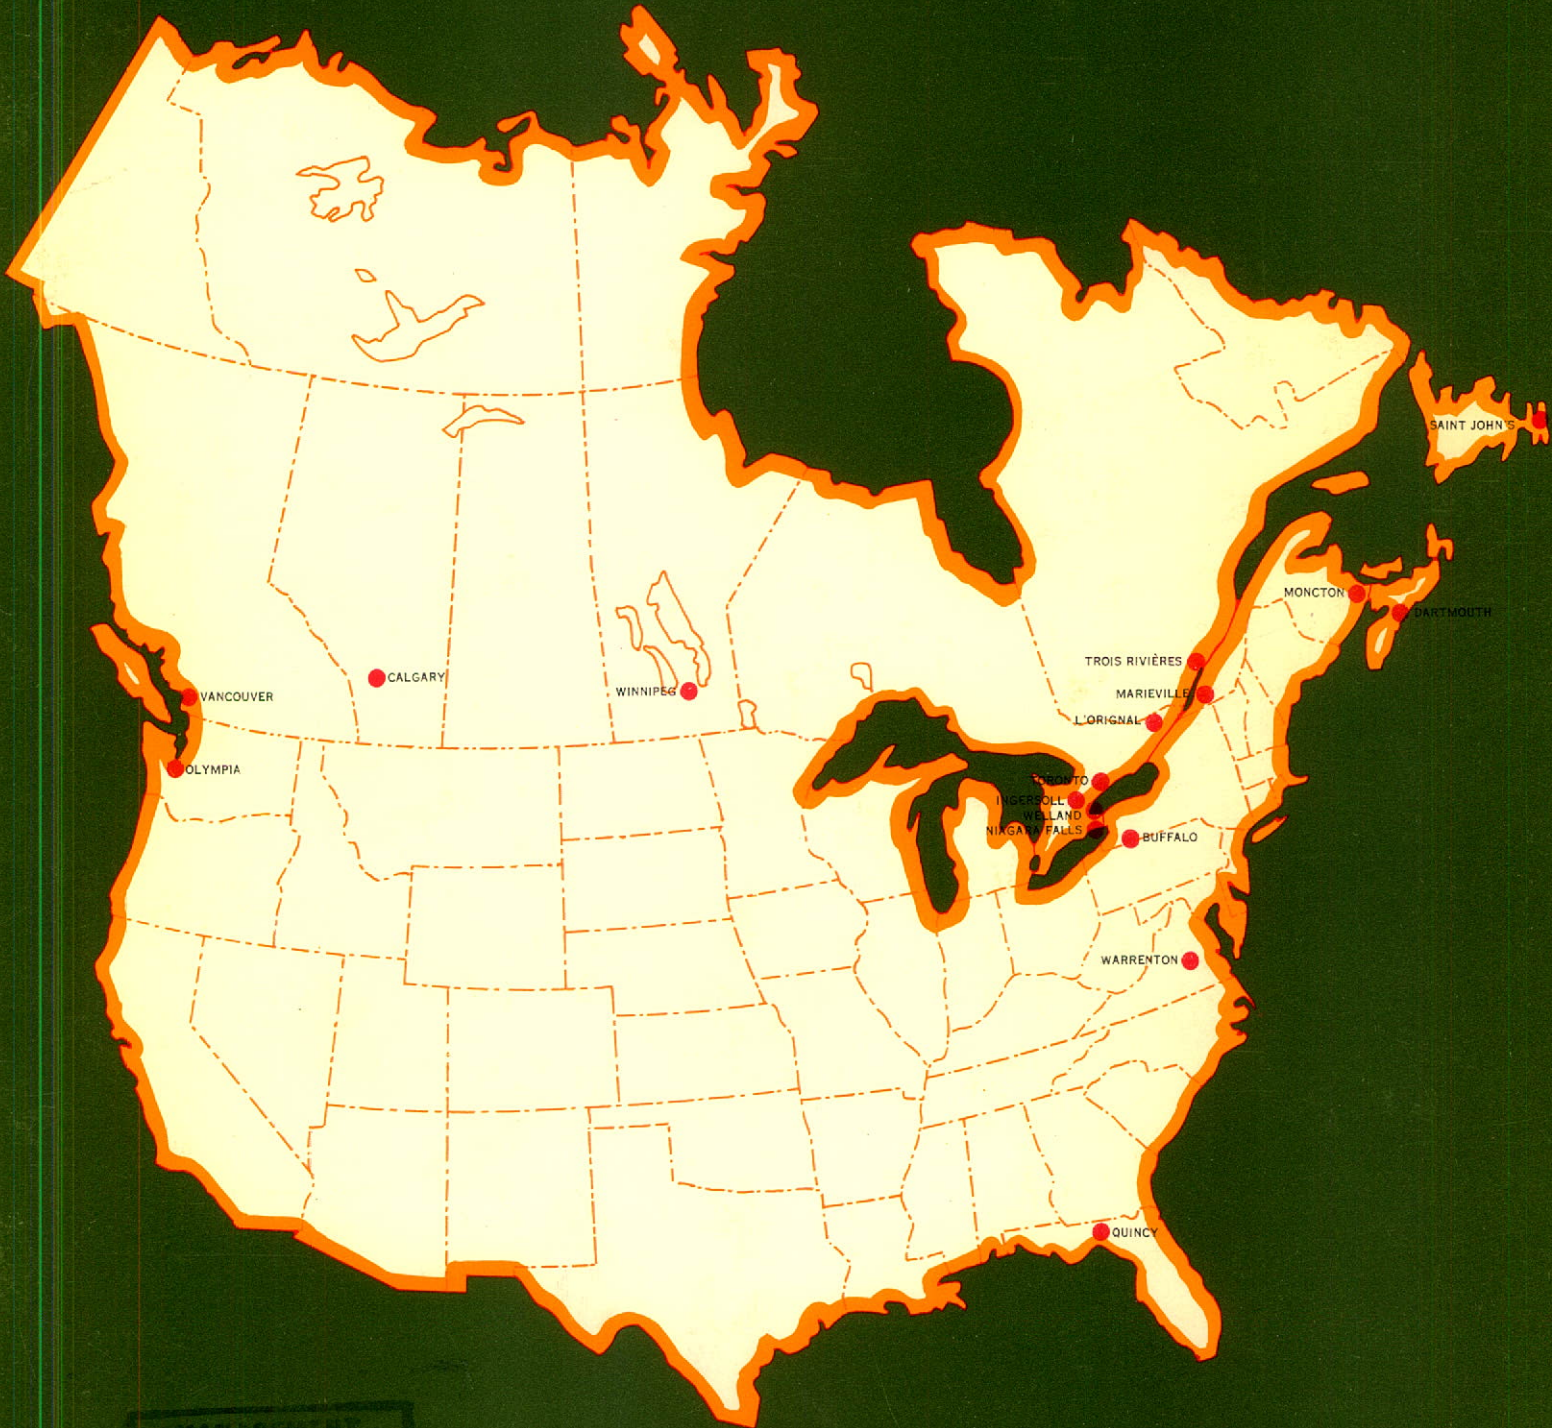 SAINT JOHN'S
MONCTON
DARTMOUTH
TROIS RIVIÈRES
CALGARY
WINNIPEG
MARIEVILLE
VANCOUVER
L'ORIGNAL
OLYMPIA
TORONTO
INGERSOLL
WELLAND
NIAGARA FALLS
BUFFALO
WARRENTON
QUINCY
MANAGEMENT